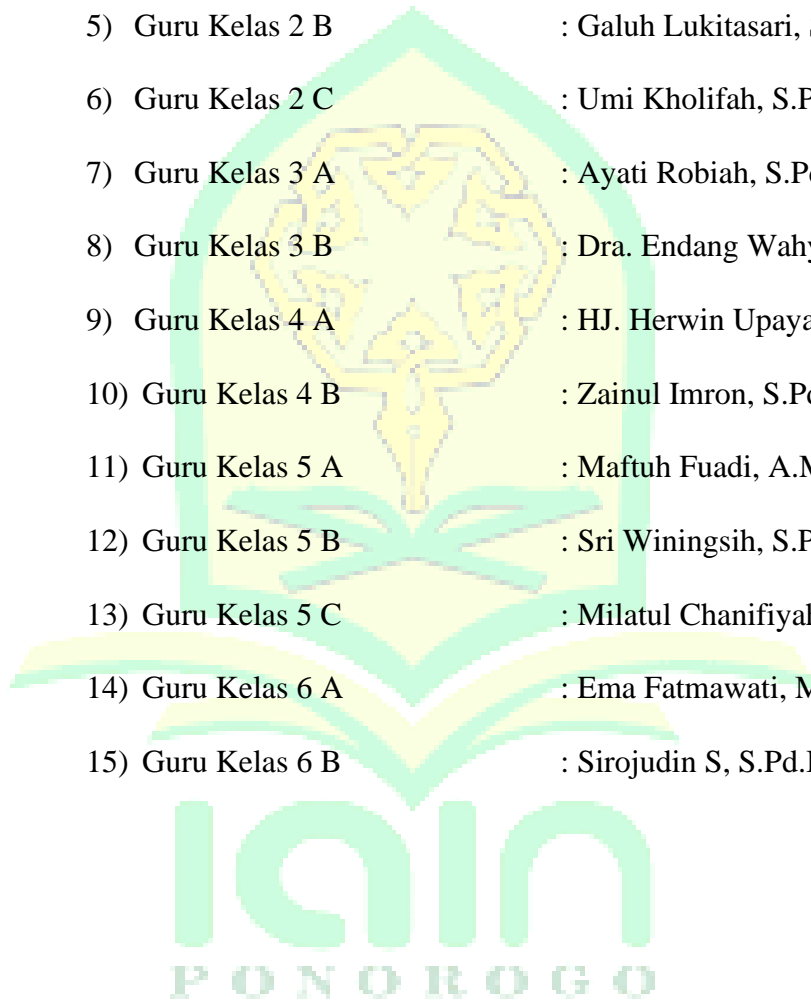 5) Guru Kelas 2 B : Galuh Lukitasari,
6) Guru Kelas 2 C : Umi Kholifah,
7) Guru Kelas 3 A : Ayati Robiah,
8) Guru Kelas 3 B : Dra. Endang
9) Guru Kelas 4 A : HJ. Herwin
10) Guru Kelas 4 B : Zainul Imron,
11) Guru Kelas 5 A : Maftuh Fuadi,
12) Guru Kelas 5 B : Sri Winingsih,
13) Guru Kelas 5 C : Milatul
14) Guru Kelas 6 A : Ema Fatmawati,
15) Guru Kelas 6 B : Sirojudin S,
iain
PONOROGO